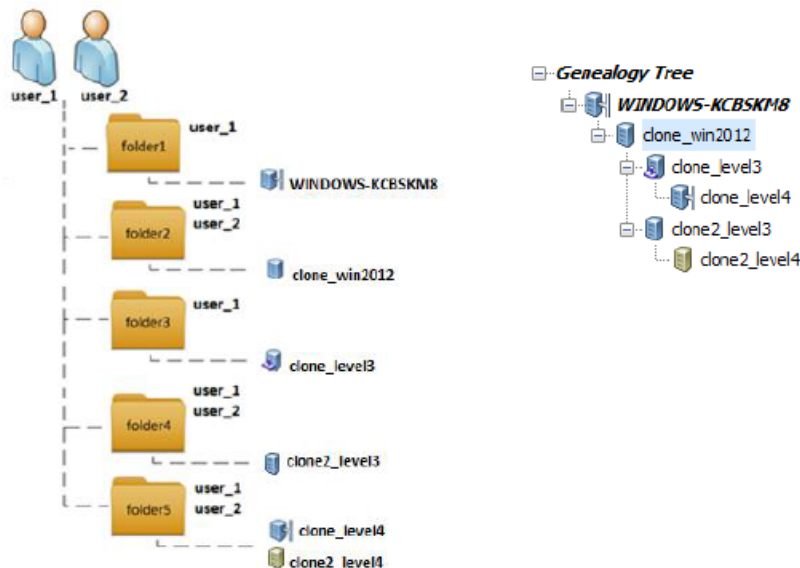 user_1
user_2
user_1
folder1
WINDOWS-KCBSKM8
user_1
user_2
folder2
clone_win2012
user_1
folder3
clone_level3
user_1
user_2
folder4
clone2_level3
user_1
user_2
folder5
clone_level4
clone2_level4
Genealogy Tree
WINDOWS-KCBSKM8
clone_win2012
clone_level3
clone_level4
clone2_level3
clone2_level4